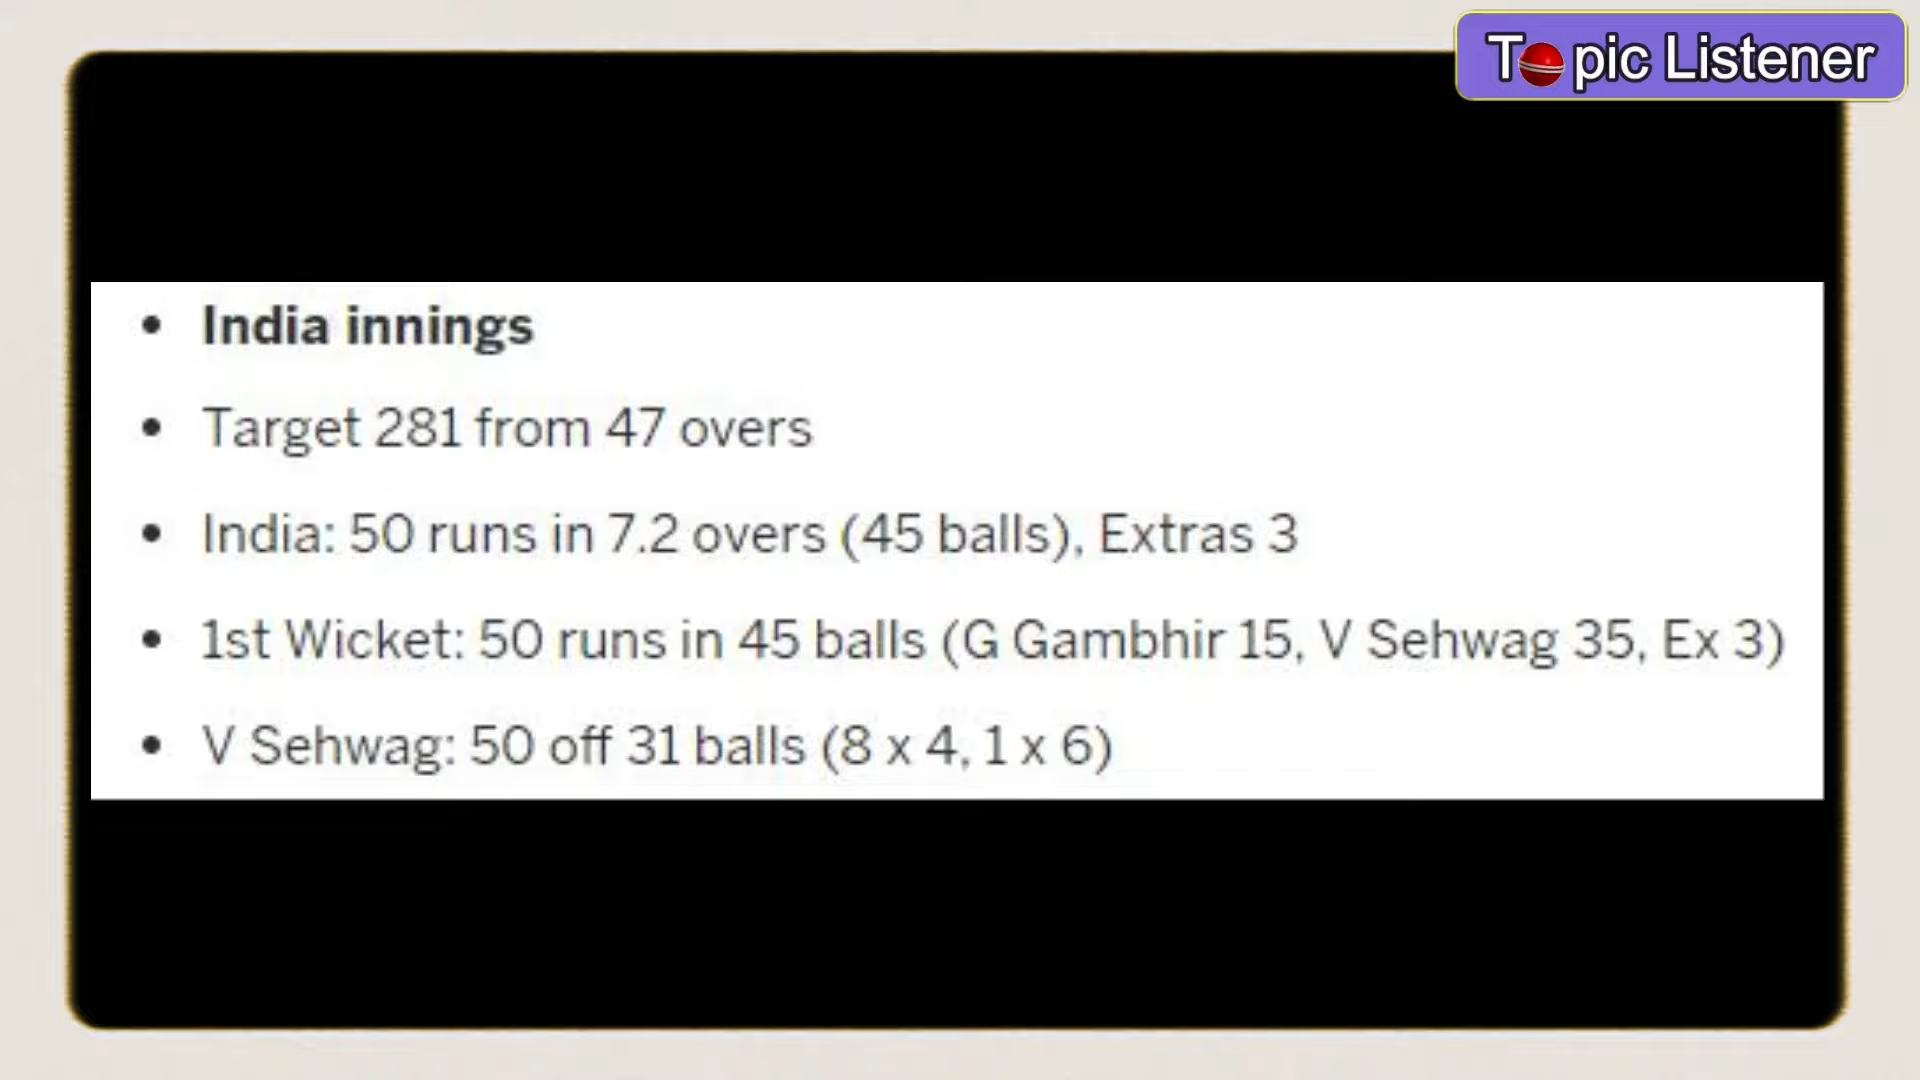 Topic Listener
India innings
Target 281 from 47 overs
India: 50 runs in 7.2 overs (45 balls), Extras 3
1st Wicket: 50 runs in 45 balls (G Gambhir 15, V Sehwag 35, Ex 3)
V Sehwag: 50 off 31 balls (8 x 4, 1 x 6)